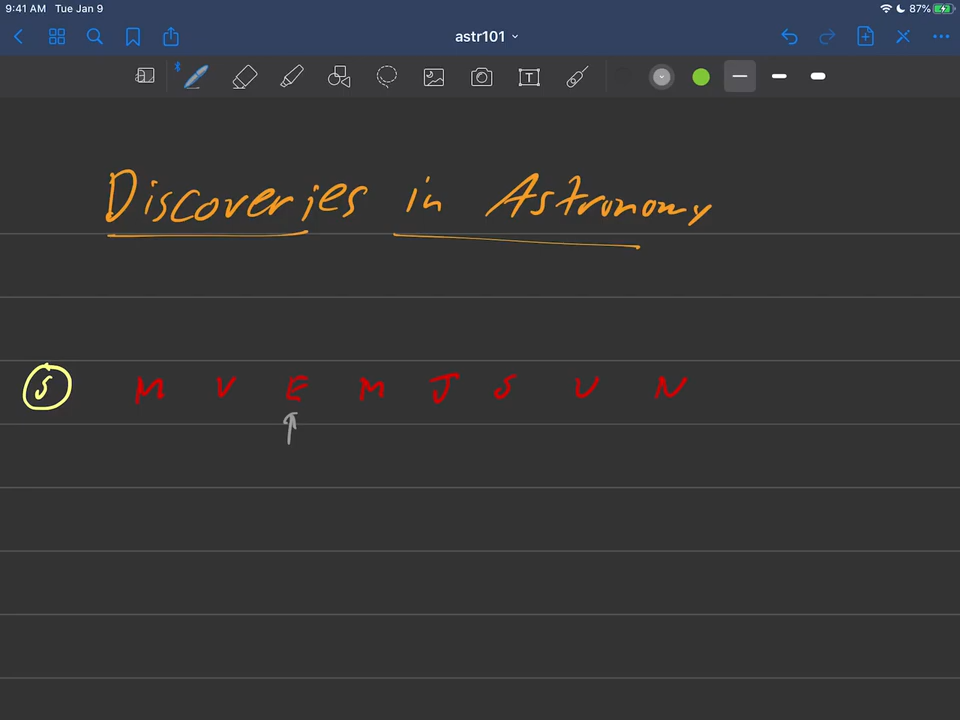 9:41 AM Tue Jan 9 87%
astr101
T
Discoveries in Astronomy
S M V E M J S U N